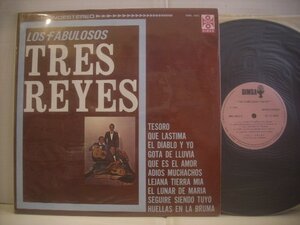 LOS FABULOSOS
TRES
REYES
TESORO
QUE LASTIMA
EL DIABLO Y YO
GOTA DE LLUVIA
QUE ES EL AMOR
ADIOS MUCHACHOS
LEJANA TIERRA MIA
EL LUNAR DE MARIA
SEGUIRE SIENDO TUYO
HUELLAS EN LA BRUMA
DIMSA